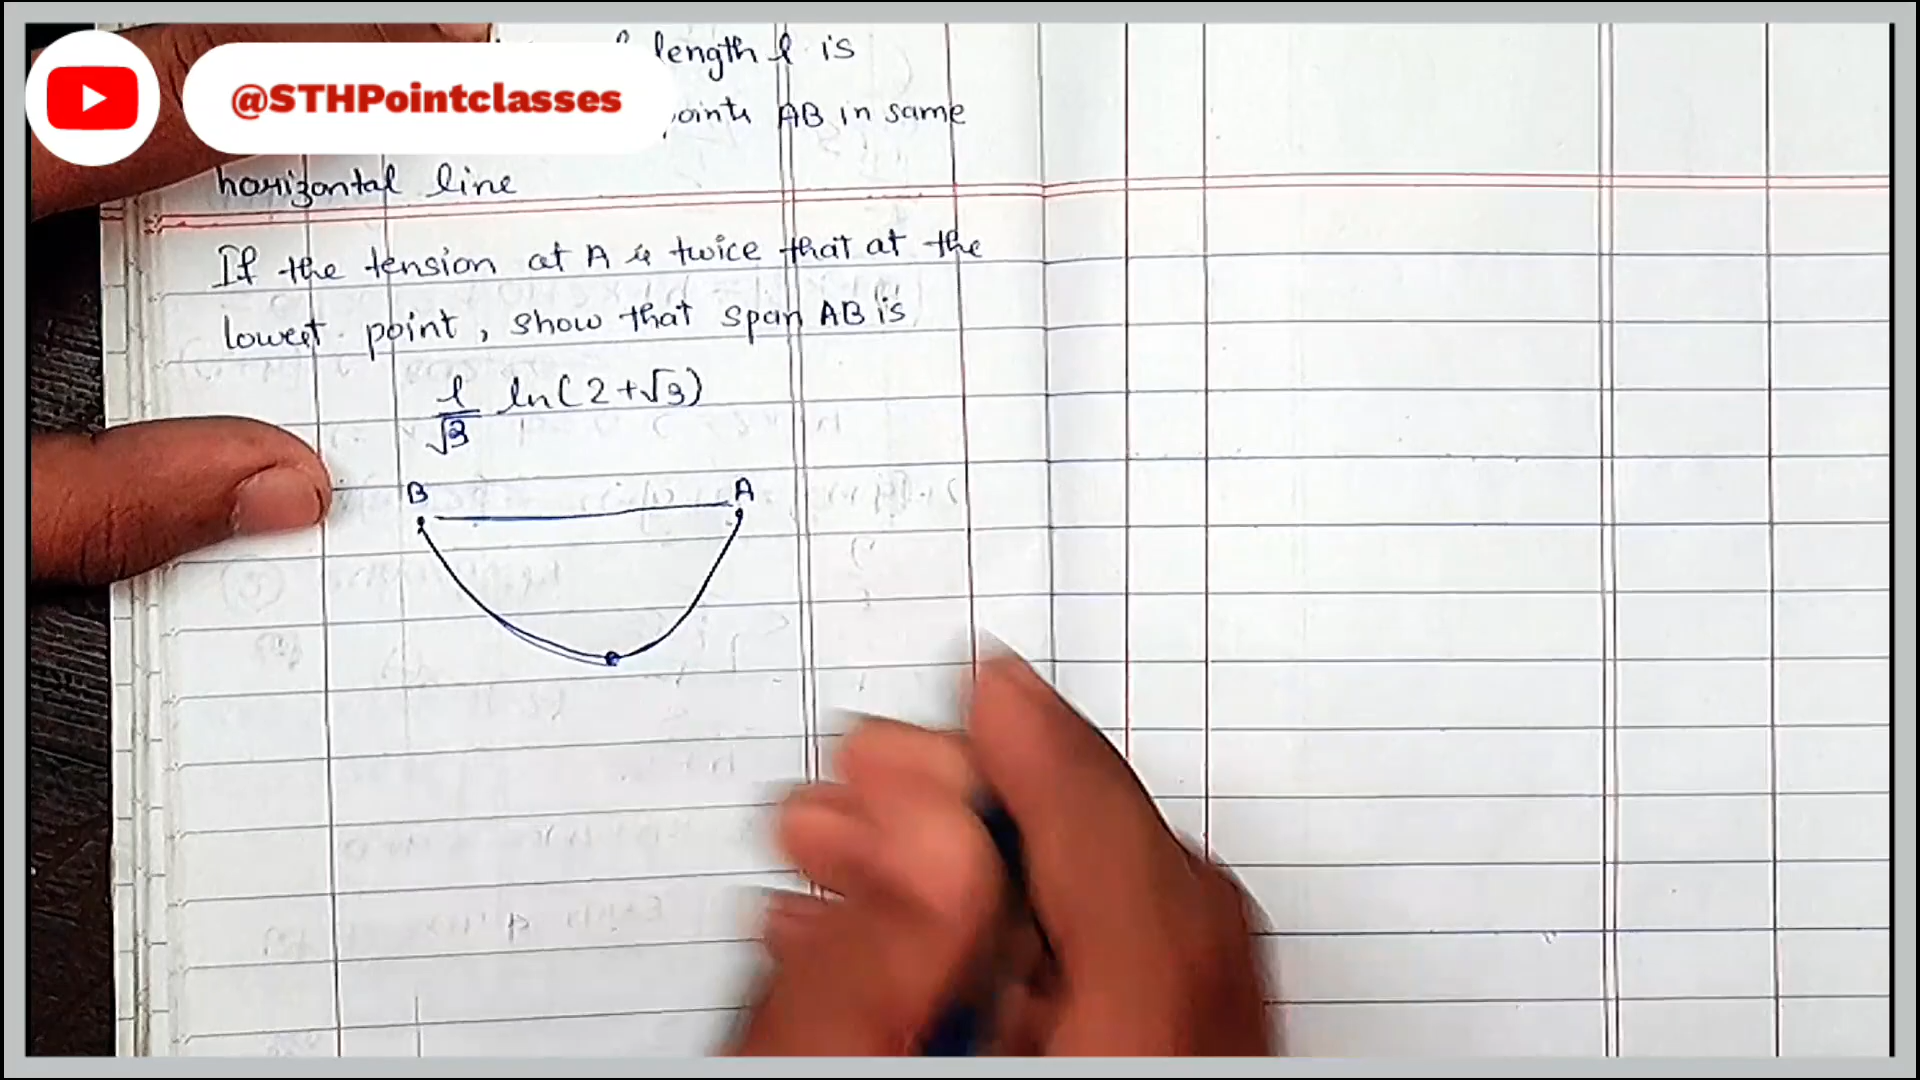 @STHPointclasses
length l is
AB in same
horizontal line
If the tension at A is twice that at the
lowest point, show that span AB is
l/√3 ln(2+√3)
B A